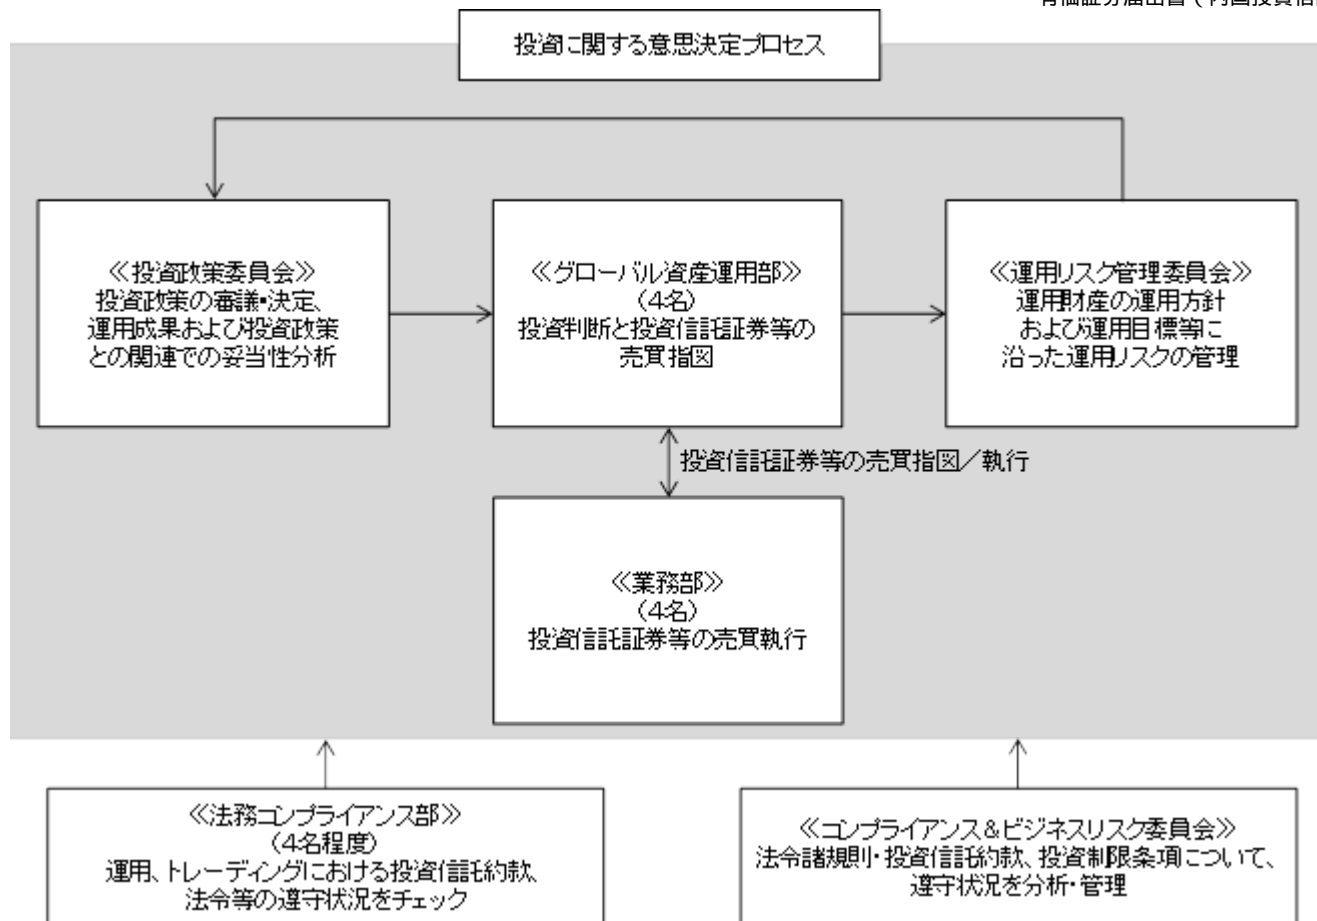 投資に関する意思決定プロセス
≪投資政策委員会≫
投資政策の審議・決定、
運用成果および投資政策
との関連での妥当性分析
≪グローバル資産運用部≫
（4名）
投資判断と投資信託証券等の
売買指図
≪運用リスク管理委員会≫
運用財産の運用方針
および運用目標等に
沿った運用リスクの管理
投資信託証券等の売買指図／執行
≪業務部≫
（4名）
投資信託証券等の売買執行
≪法務コンプライアンス部≫
（4名程度）
運用、トレーディングにおける投資信託約款、
法令等の遵守状況をチェック
≪コンプライアンス＆ビジネスリスク委員会≫
法令諸規則・投資信託約款、投資制限条項について、
遵守状況を分析・管理